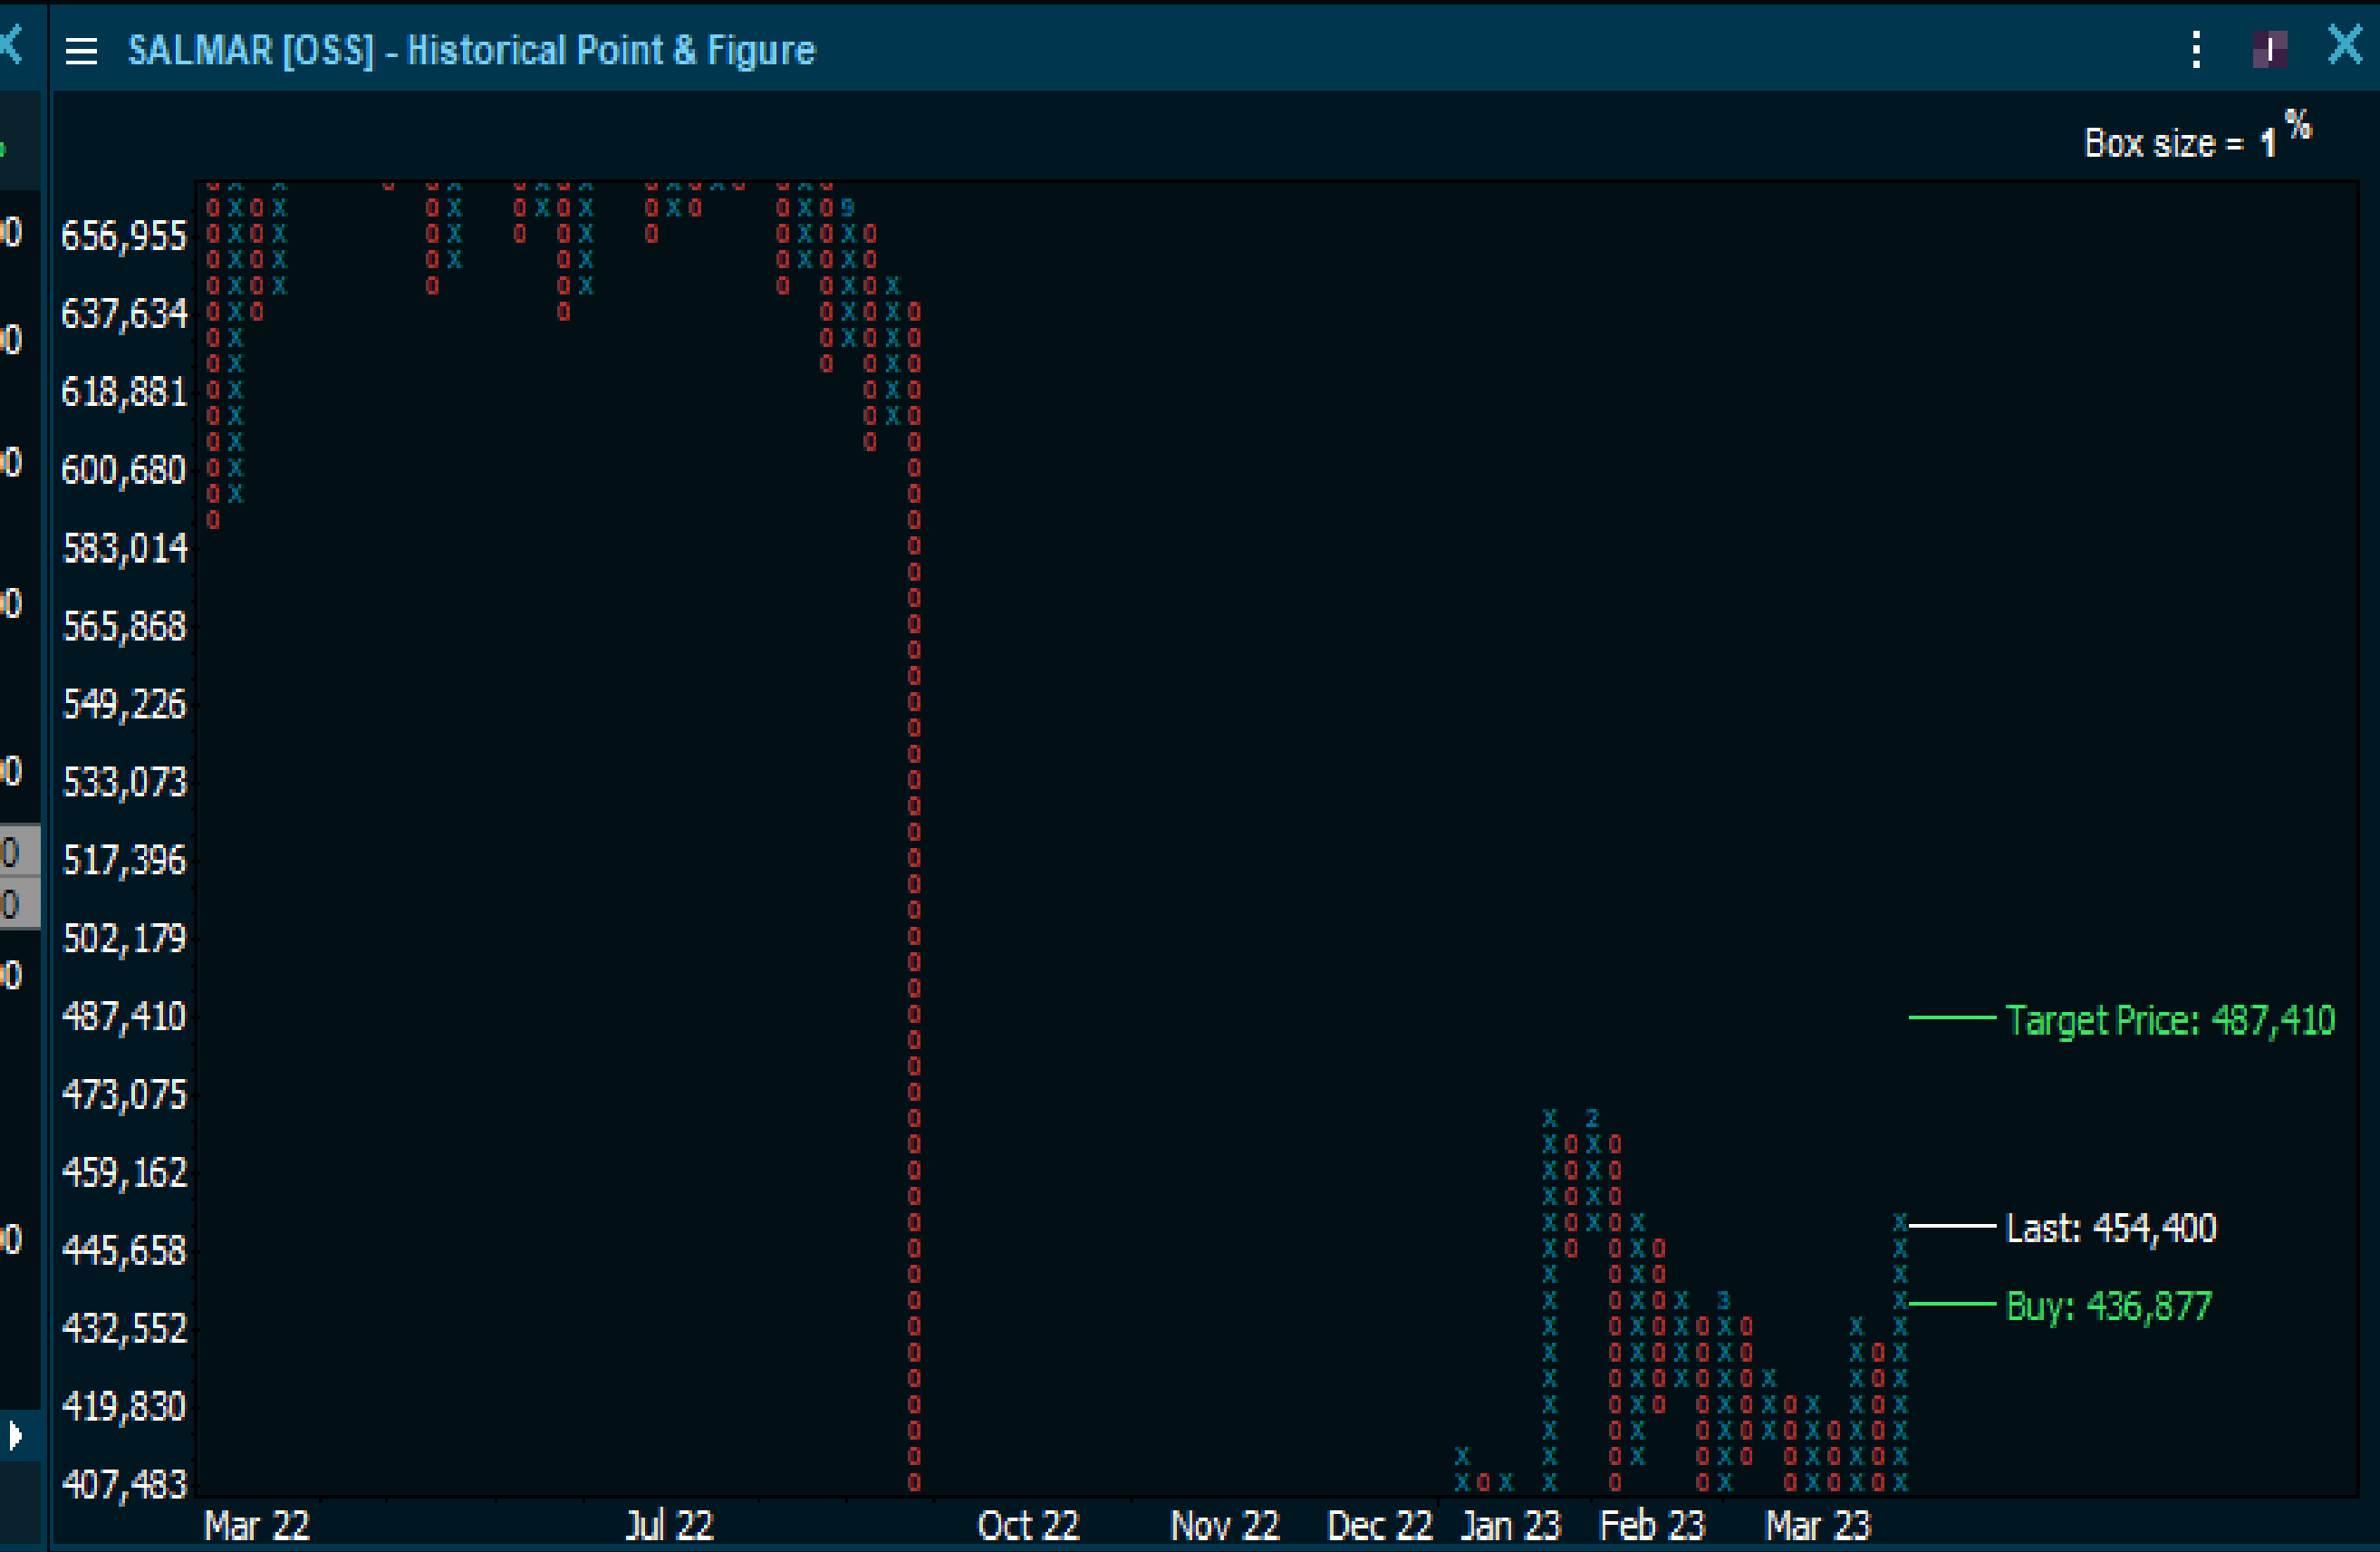 SALMAR [OSS] - Historical Point & Figure
Box size = 1 %
656,955
637,634
618,881
600,680
583,014
565,868
549,226
533,073
517,396
502,179
487,410
473,075
459,162
445,658
432,552
419,830
407,483
Target Price: 487,410
Last: 454,400
Buy: 436,877
Mar 22 Jul 22 Oct 22 Nov 22 Dec 22 Jan 23 Feb 23 Mar 23